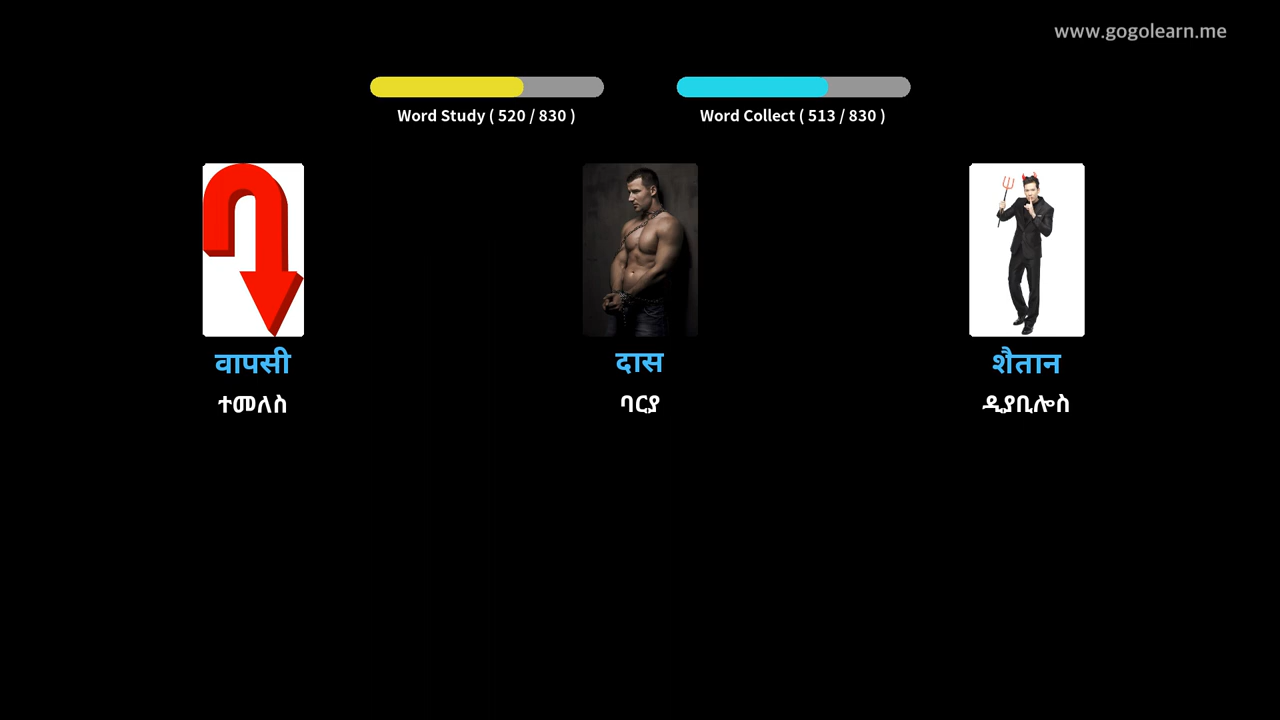 www.gogolearn.me
Word Study ( 520 / 830 )
Word Collect ( 513 / 830 )
वापसी
दास
शैतान
ተመለስ
ባርያ
ዲያቢሎስ